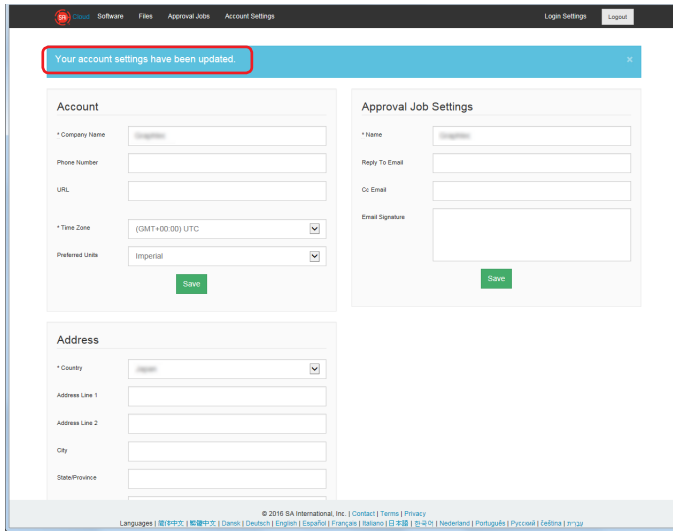 SAi Cloud Software Files Approval Jobs Account Settings Login Settings Logout
Your account settings have been updated. ×
Account
* Company Name
Phone Number
URL
* Time Zone (GMT+00:00) UTC
Preferred Units Imperial
Save
Approval Job Settings
* Name
Reply To Email
Cc Email
Email Signature
Save
Address
* Country
Address Line 1
Address Line 2
City
State/Province
© 2016 SA International, Inc. | Contact | Terms | Privacy
Languages | 简体中文 | 繁體中文 | Dansk | Deutsch | English | Español | Français | Italiano | 日本語 | 한국어 | Nederland | Português | Русский | čeština | עברית